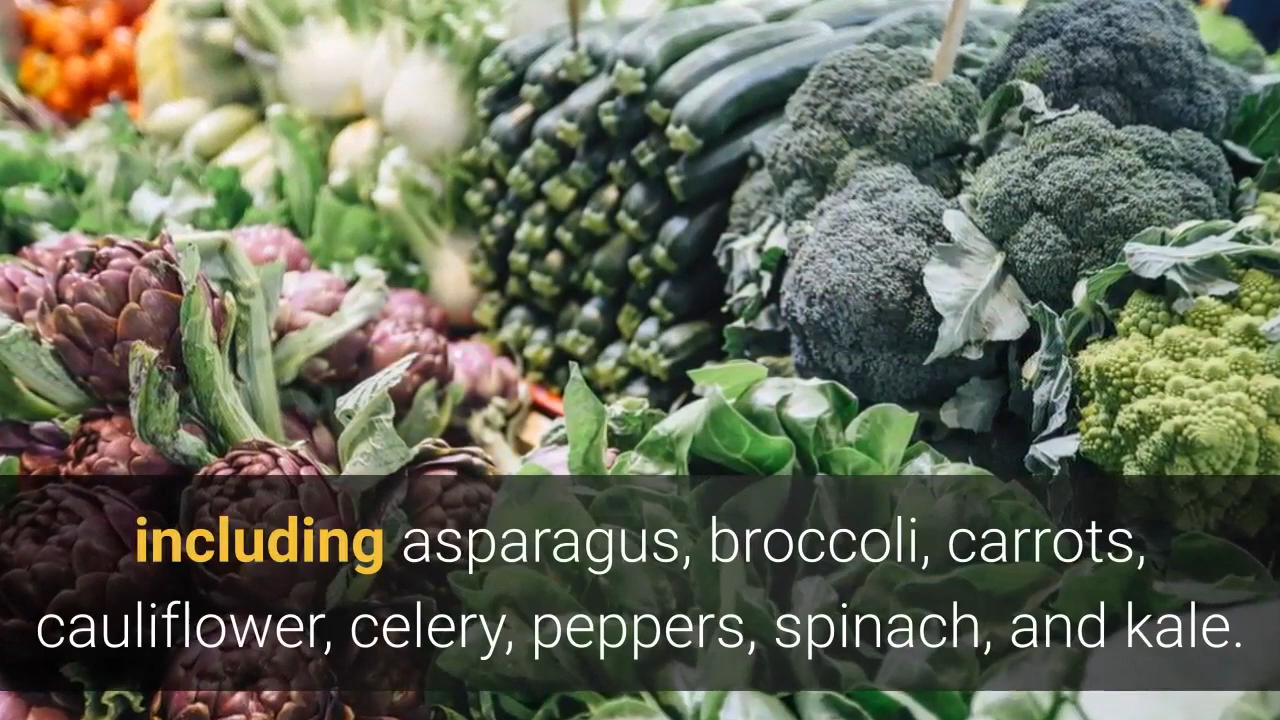 including asparagus, broccoli, carrots,
cauliflower, celery, peppers, spinach, and kale.